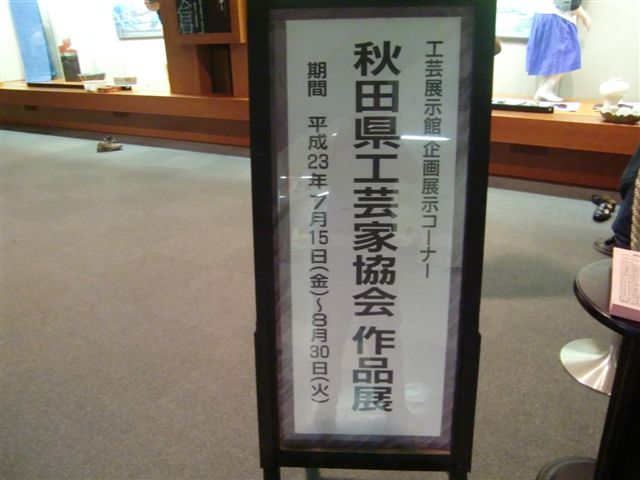 工芸展示館 企画展示コーナー
秋田県工芸家協会 作品展
期間 平成23年7月15日(金)~8月30日(火)
創